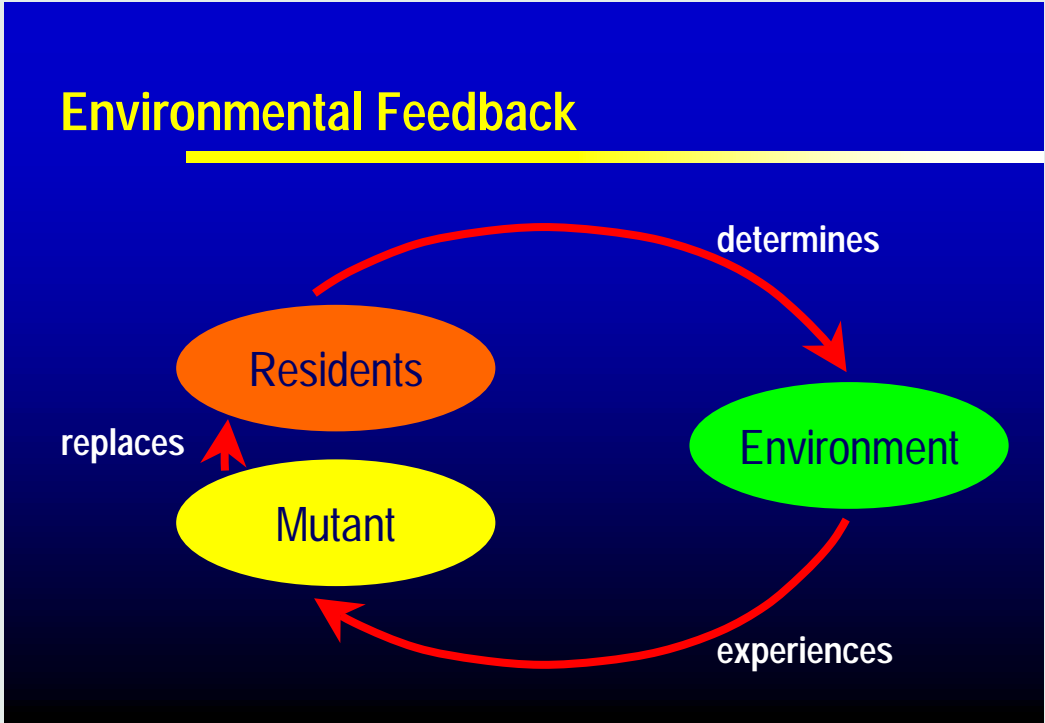 Environmental Feedback
determines
Residents
replaces
Environment
Mutant
experiences